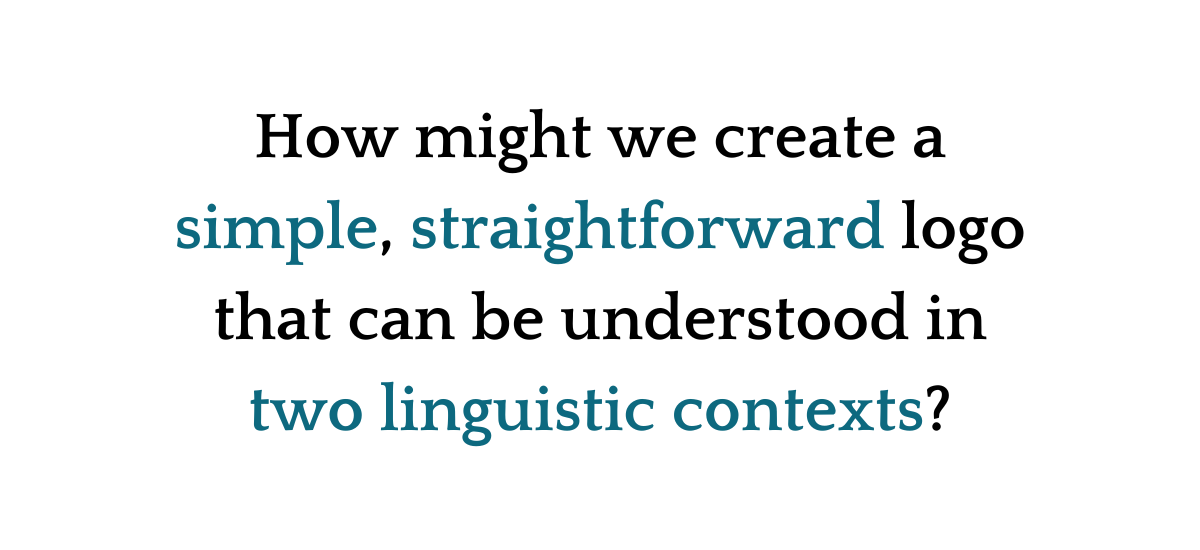 How might we create a
simple, straightforward logo
that can be understood in
two linguistic contexts?